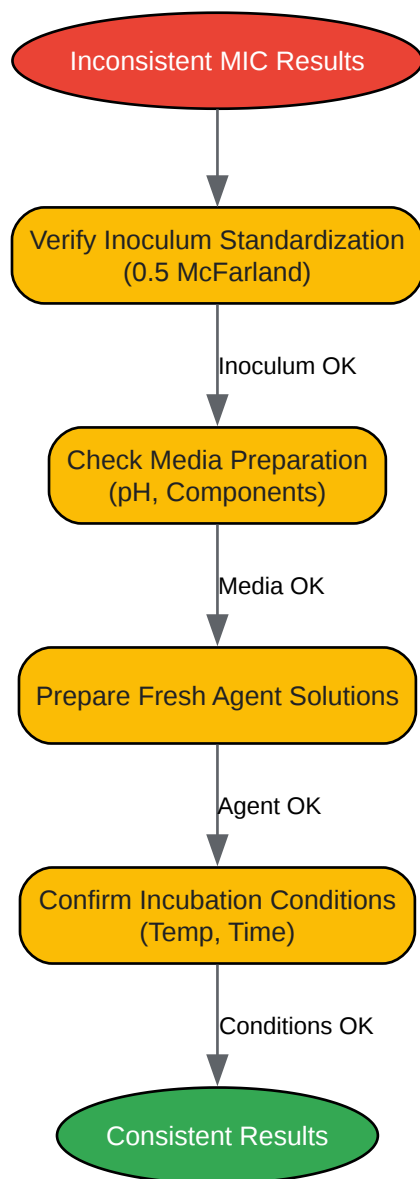 Inconsistent MIC Results
Verify Inoculum Standardization
(0.5 McFarland)
Inoculum OK
Check Media Preparation
(pH, Components)
Media OK
Prepare Fresh Agent Solutions
Agent OK
Confirm Incubation Conditions
(Temp, Time)
Conditions OK
Consistent Results